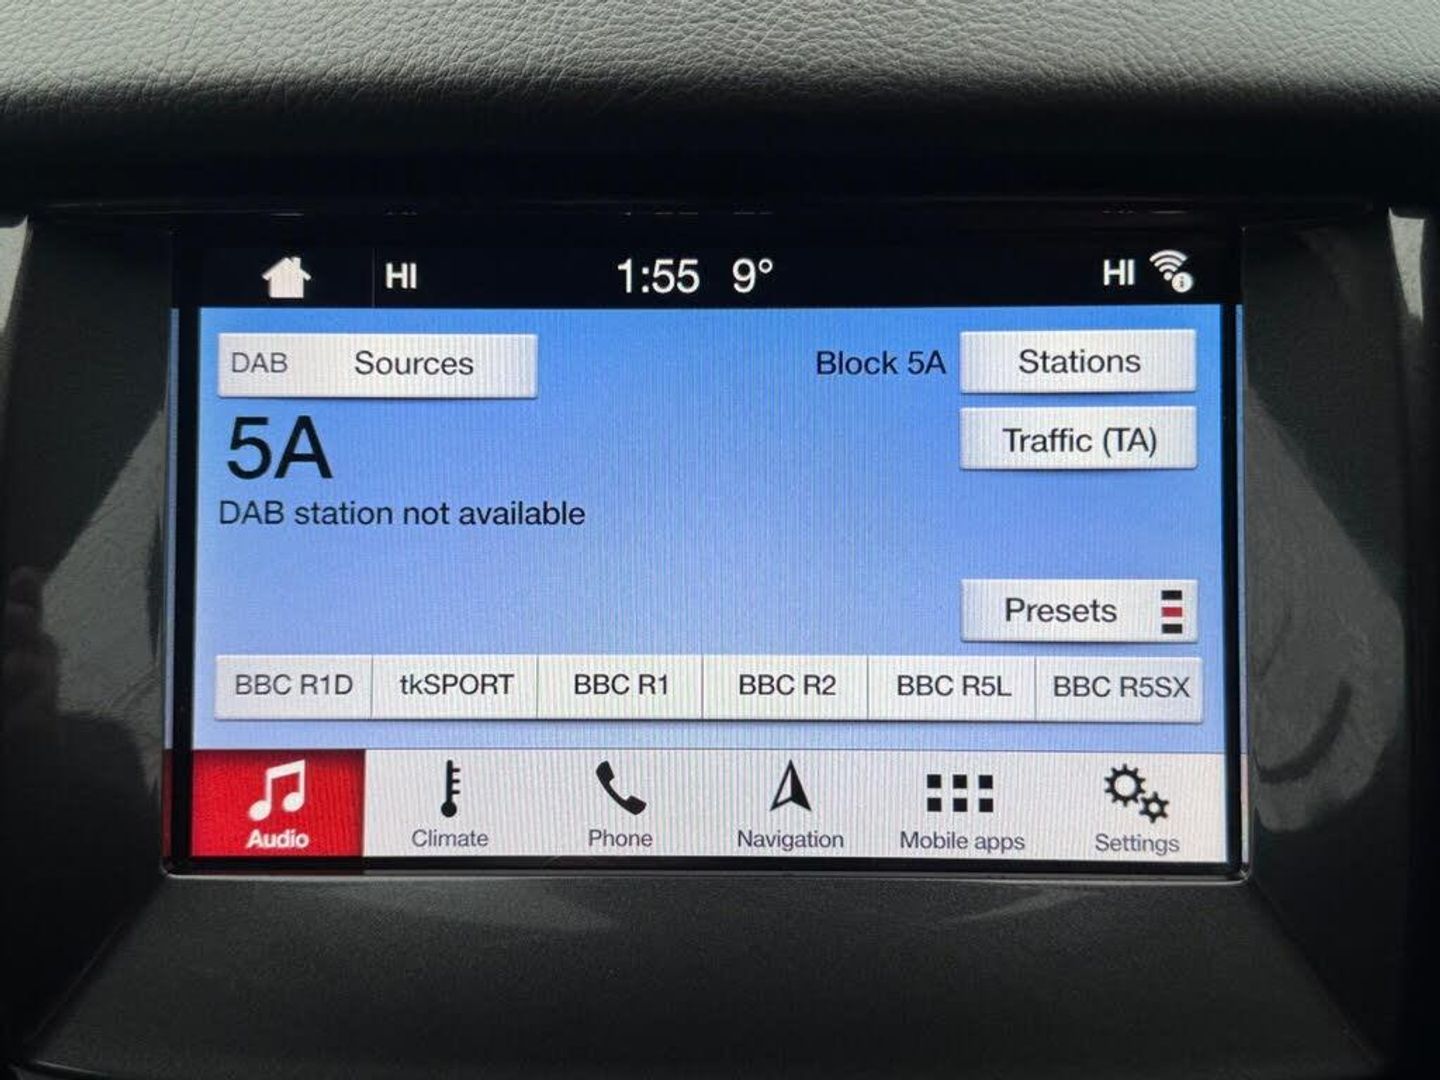 HI 1:55 9° HI
DAB Sources Block 5A Stations
5A Traffic (TA)
DAB station not available
Presets
BBC R1D tkSPORT BBC R1 BBC R2 BBC R5L BBC R5SX
Audio Climate Phone Navigation Mobile apps Settings